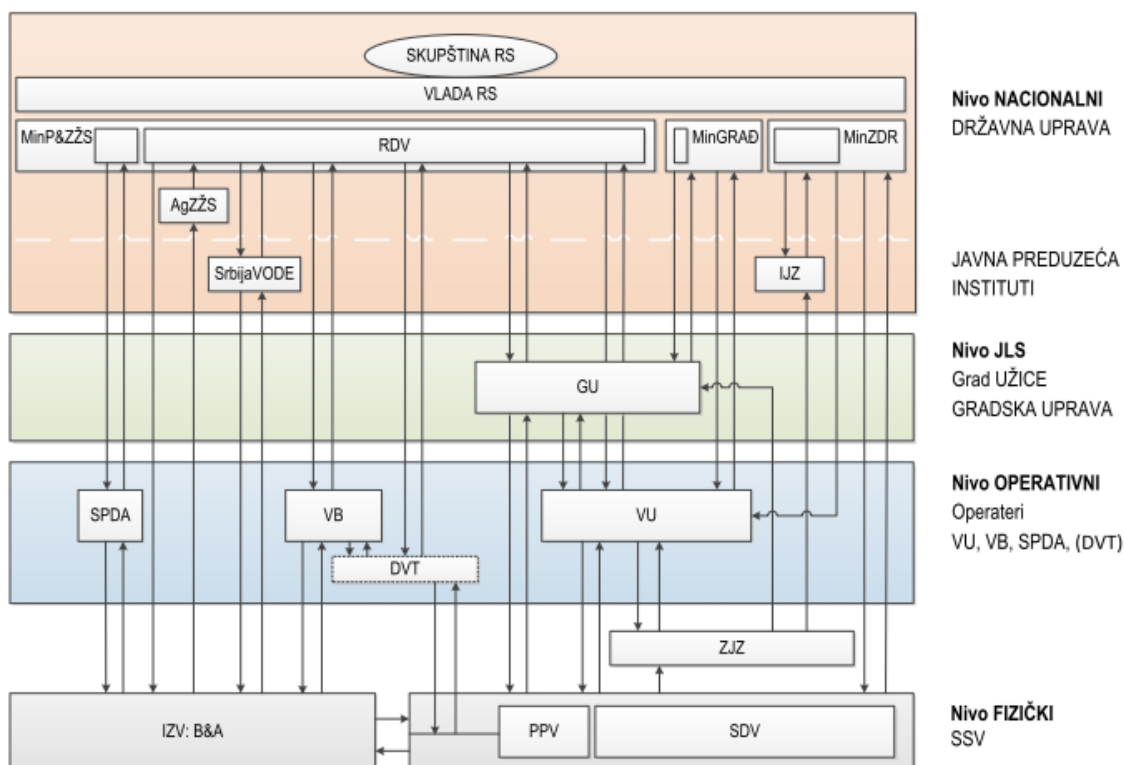 SKUPŠTINA RS
VLADA RS
MinP&ZŽS
RDV
MinGRAĐ
MinZDR
AgZŽS
SrbijaVODE
IJZ
Nivo NACIONALNI
DRŽAVNA UPRAVA
JAVNA PREDUZEĆA
INSTITUTI
GU
Nivo JLS
Grad UŽICE
GRADSKA UPRAVA
SPDA
VB
VU
DVT
Nivo OPERATIVNI
Operateri
VU, VB, SPDA, (DVT)
ZJZ
IZV: B&A
PPV
SDV
Nivo FIZIČKI
SSV